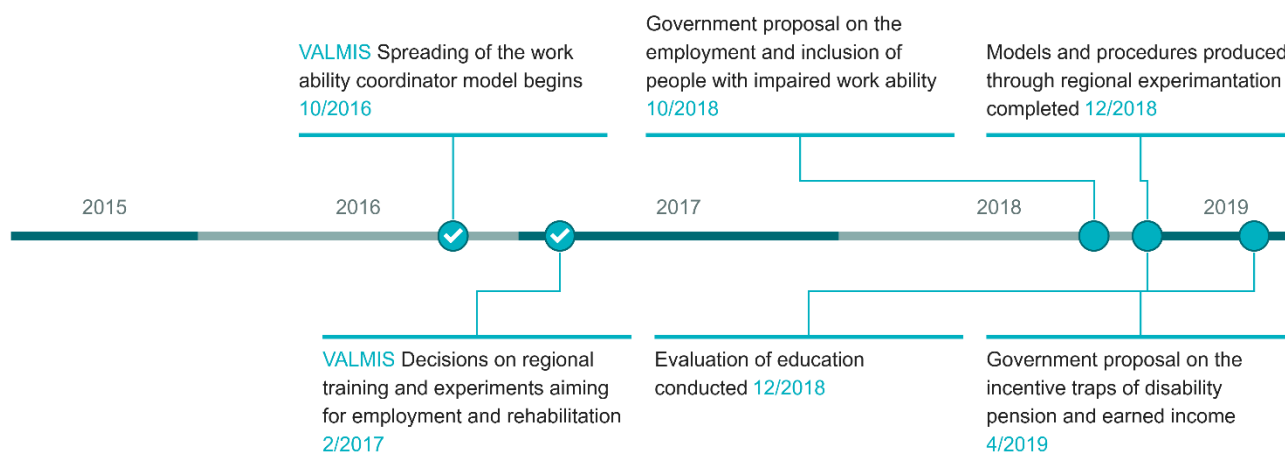 VALMIS Spreading of the work
ability coordinator model begins
10/2016
Government proposal on the
employment and inclusion of
people with impaired work ability
10/2018
Models and procedures produced
through regional experimantation
completed 12/2018
2015
2016
2017
2018
2019
VALMIS Decisions on regional
training and experiments aiming
for employment and rehabilitation
2/2017
Evaluation of education
conducted 12/2018
Government proposal on the
incentive traps of disability
pension and earned income
4/2019